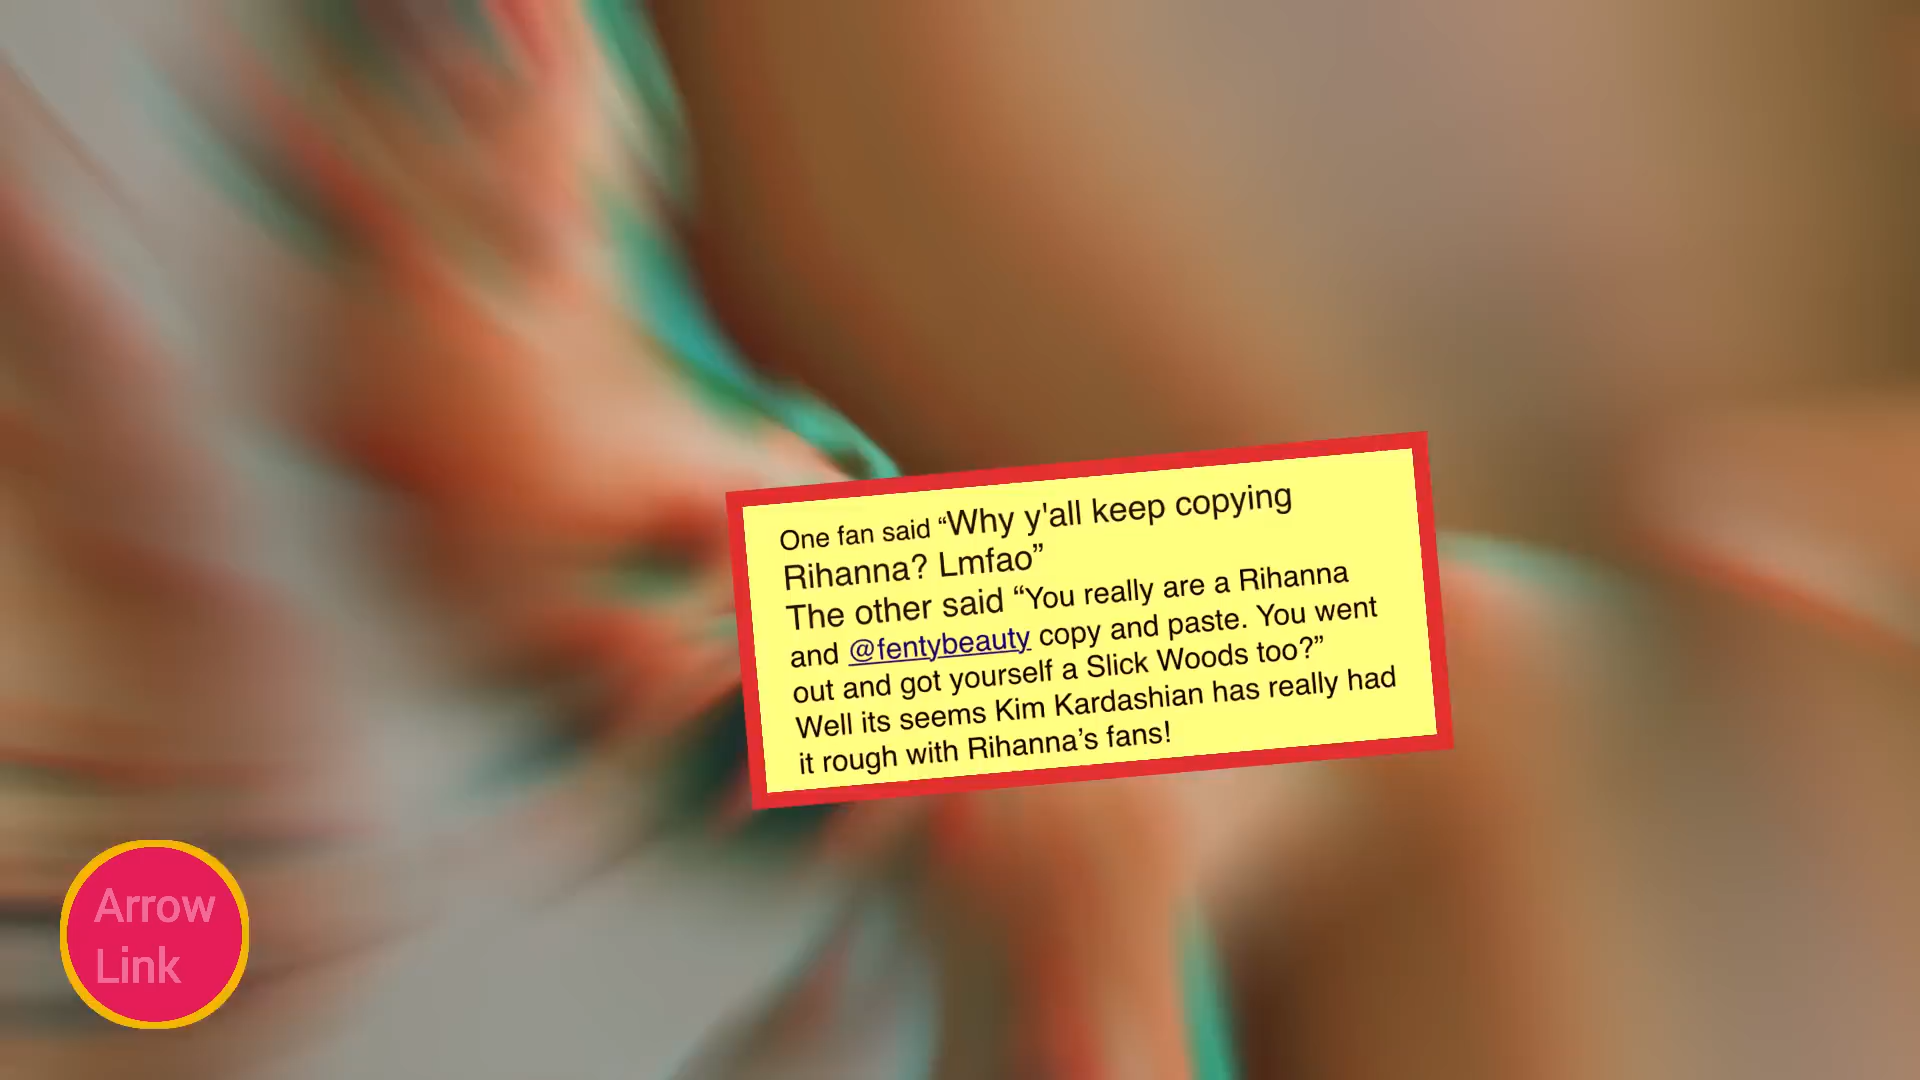 One fan said “Why y'all keep copying
Rihanna? Lmfao”
The other said “You really are a Rihanna
and @fentybeauty copy and paste. You went
out and got yourself a Slick Woods too?”
Well its seems Kim Kardashian has really had
it rough with Rihanna’s fans!
Arrow
Link